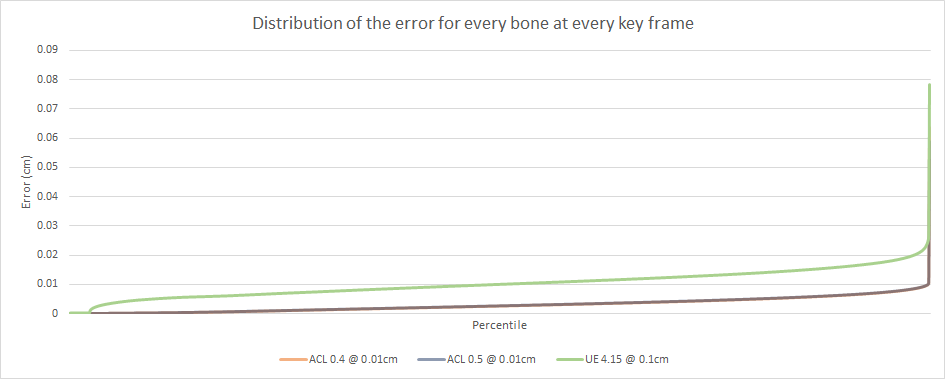 Distribution of the error for every bone at every key frame
0.09
0.08
0.07
0.06
0.05
0.04
0.03
0.02
0.01
0
Error (cm)
Percentile
ACL 0.4 @ 0.01cm ACL 0.5 @ 0.01cm UE 4.15 @ 0.1cm